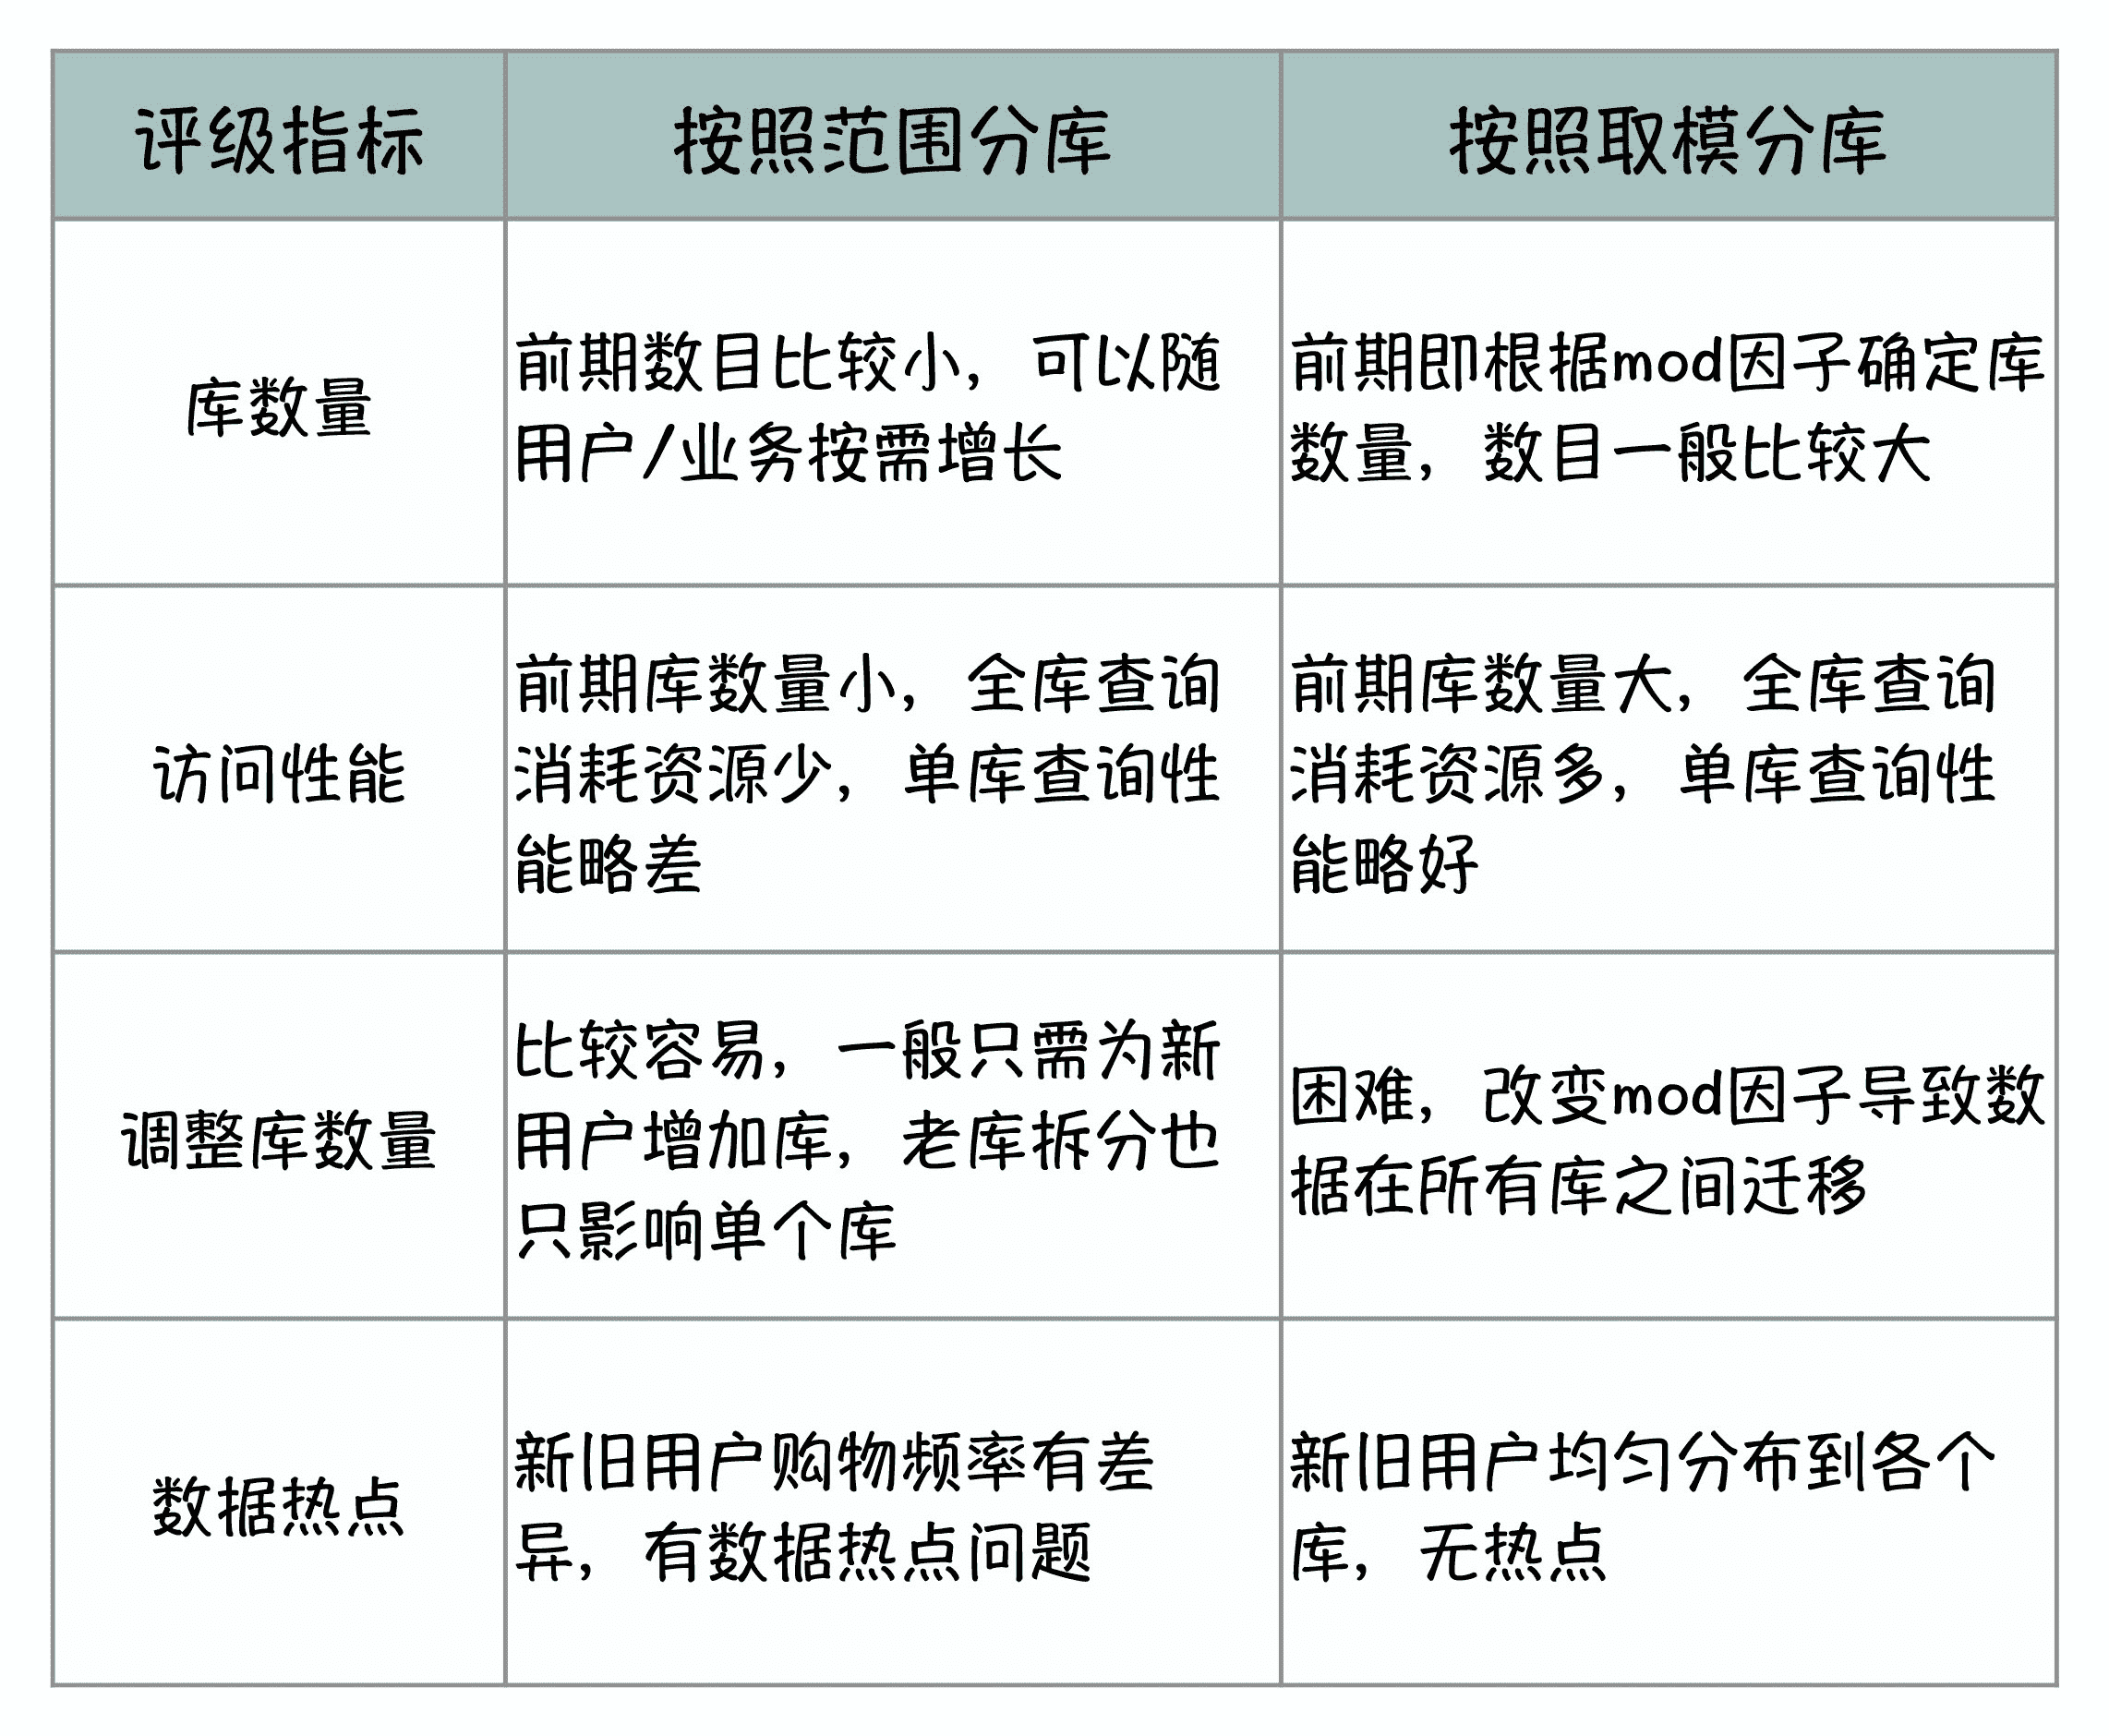 评级指标
按照范围分库
按照取模分库
库数量
前期数目比较小，可以随
用户/业务按需增长
前期即根据mod因子确定库
数量，数目一般比较大
访问性能
前期库数量小，全库查询
消耗资源少，单库查询性
能略差
前期库数量大，全库查询
消耗资源多，单库查询性
能略好
调整库数量
比较容易，一般只需为新
用户增加库，老库拆分也
只影响单个库
困难，改变mod因子导致数
据在所有库之间迁移
数据热点
新旧用户购物频率有差
异，有数据热点问题
新旧用户均匀分布到各个
库，无热点